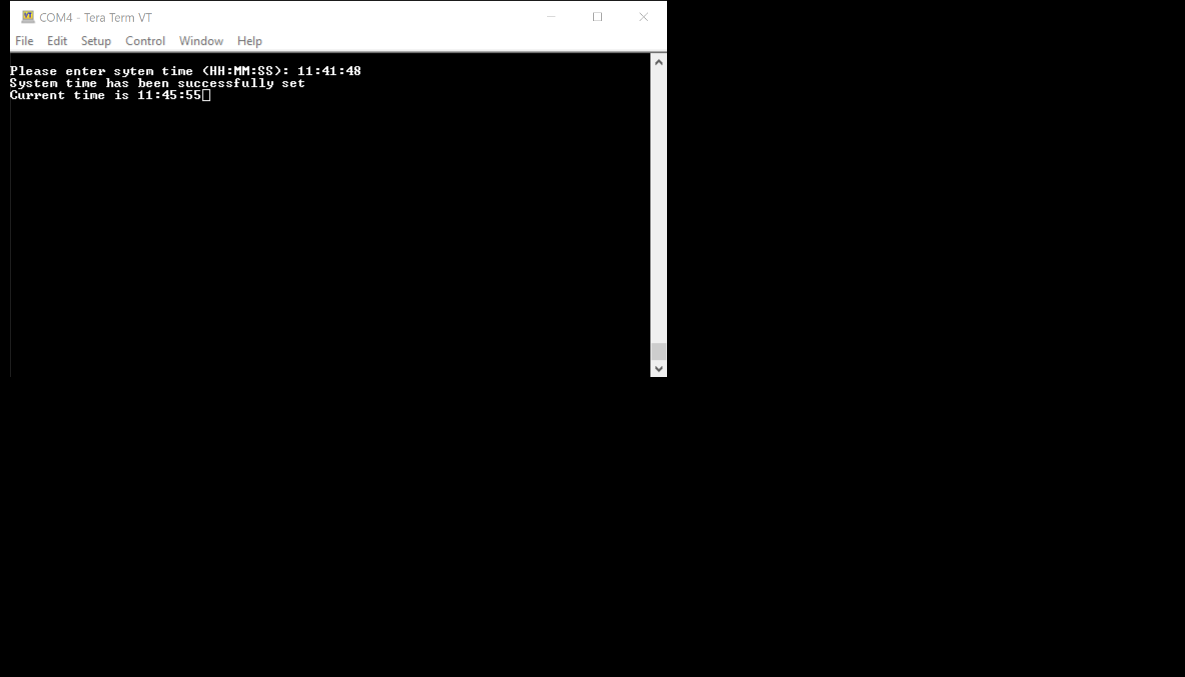 COM4 - Tera Term VT
File Edit Setup Control Window Help
Please enter sytem time (HH:MM:SS): 11:41:48
System time has been successfully set
Current time is 11:45:55